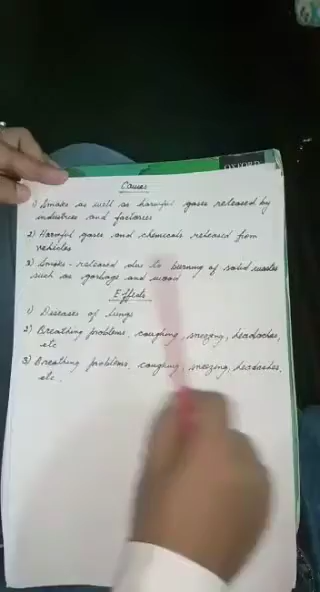 OXFORD
Causes
1) Smoke as well as harmful gases released by
industries and factories
2) Harmful gases and chemicals released from
vehicles
3) Smoke released due to burning of solid wastes
such as garbage and wood
Effects
1) Diseases of lungs
2) Breathing problems, coughing, sneezing, headaches,
etc
3) Breathing problems, coughing, sneezing, headaches,
etc.